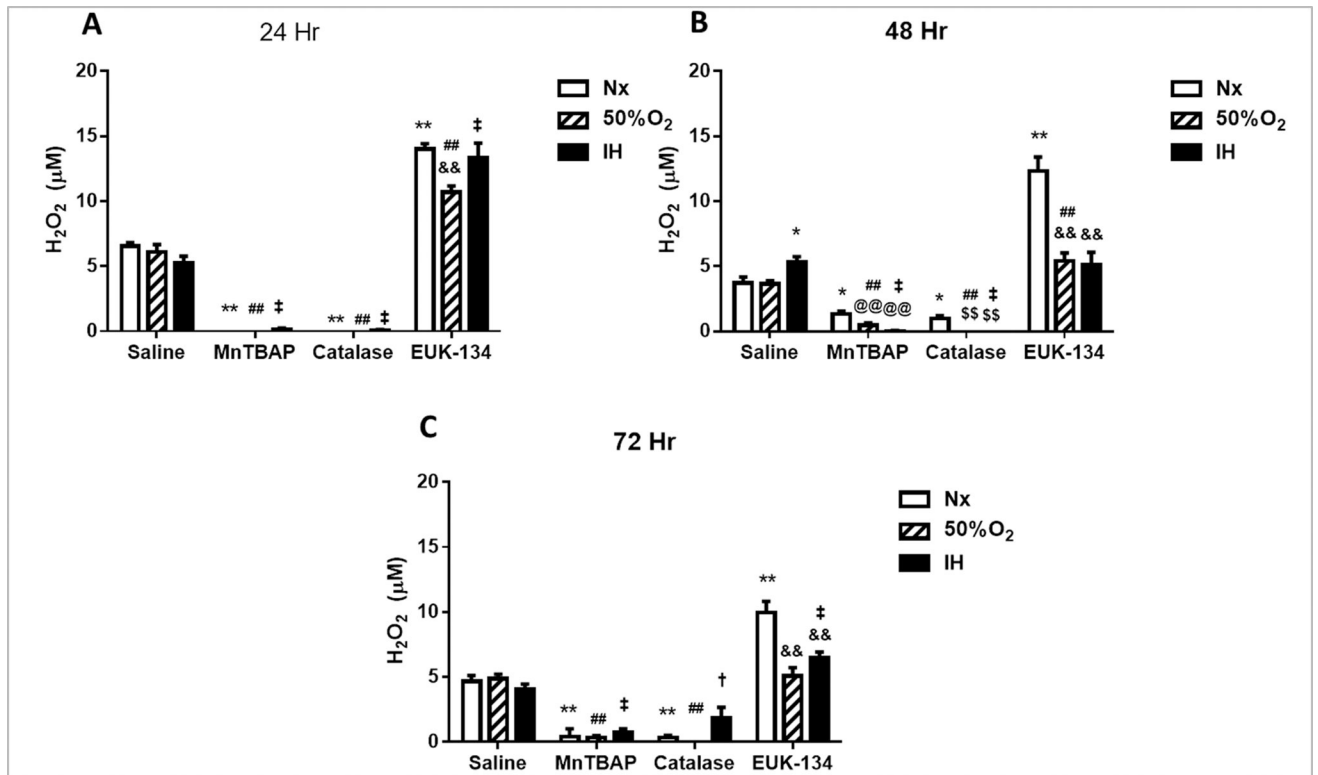 A
24 Hr
20
15
10
5
0
H₂O₂ (μM)
Nx
50%O₂
IH
** ## ‡
** ## ‡
**
##
&&
‡
Saline MnTBAP Catalase EUK-134
B
48 Hr
20
15
10
5
0
H₂O₂ (μM)
Nx
50%O₂
IH
*
* ## ‡
@@ @@
* ## ‡
$$ $$
**
##
&& &&
Saline MnTBAP Catalase EUK-134
C
72 Hr
20
15
10
5
0
H₂O₂ (μM)
Nx
50%O₂
IH
** ## ‡
** ## †
**
&&
‡
&&
Saline MnTBAP Catalase EUK-134